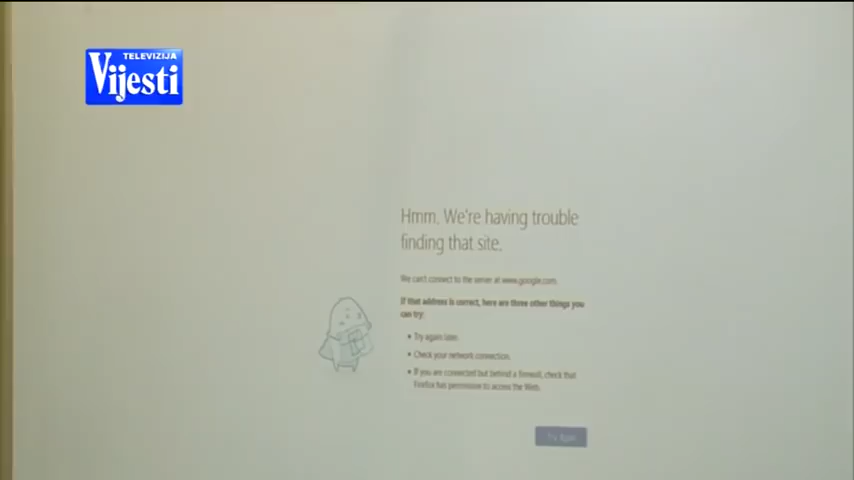 TELEVIZIJA
Vijesti
Hmm. We're having trouble
finding that site.
We can't connect to the server at www.google.com.
If that address is correct, here are three other things you
can try:
• Try again later.
• Check your network connection.
• If you are connected but behind a firewall, check that
Firefox has permission to access the Web.
Try Again